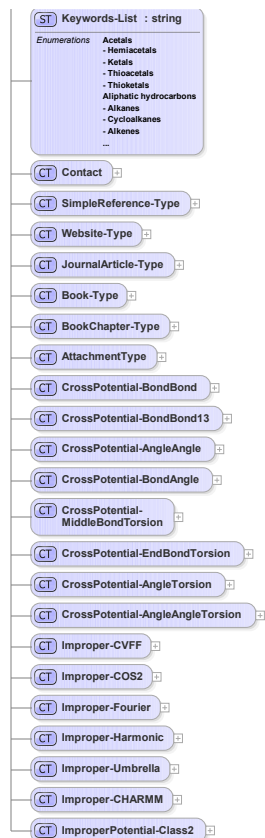 ST Keywords-List : string
Enumerations Acetals
- Hemiacetals
- Ketals
- Thioacetals
- Thioketals
Aliphatic hydrocarbons
- Alkanes
- Cycloalkanes
- Alkenes
...
CT Contact
CT SimpleReference-Type
CT Website-Type
CT JournalArticle-Type
CT Book-Type
CT BookChapter-Type
CT AttachmentType
CT CrossPotential-BondBond
CT CrossPotential-BondBond13
CT CrossPotential-AngleAngle
CT CrossPotential-BondAngle
CT CrossPotential-
MiddleBondTorsion
CT CrossPotential-EndBondTorsion
CT CrossPotential-AngleTorsion
CT CrossPotential-AngleAngleTorsion
CT Improper-CVFF
CT Improper-COS2
CT Improper-Fourier
CT Improper-Harmonic
CT Improper-Umbrella
CT Improper-CHARMM
CT ImproperPotential-Class2